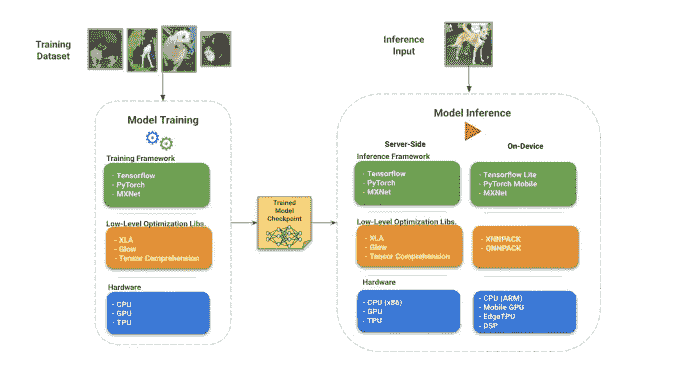 Training
Dataset
Inference
Input
Model Training
Training Framework
- Tensorflow
- PyTorch
- MXNet
Low-Level Optimization Libs.
- XLA
- Glow
- Tensor Comprehension
Hardware
- CPU
- GPU
- TPU
Trained
Model
Checkpoint
Model Inference
Server-Side
On-Device
Inference Framework
- Tensorflow
- PyTorch
- MXNet
- Tensorflow Lite
- PyTorch Mobile
- MXNet
Low-Level Optimization Libs.
- XLA
- Glow
- Tensor Comprehension
- XNNPACK
- QNNPACK
Hardware
- CPU (x86)
- GPU
- TPU
- CPU (ARM)
- Mobile GPU
- EdgeTPU
- DSP